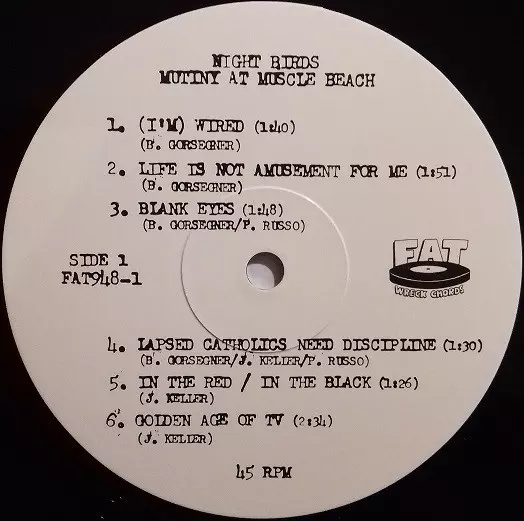 NIGHT BIRDS
MUTINY AT MUSCLE BEACH
1. (I'M) WIRED (1:40)
(B. GORSEGNER)
2. LIFE IS NOT AMUSEMENT FOR ME (1:51)
(B. GORSEGNER)
3. BLANK EYES (1:48)
(B. GORSEGNER/P. RUSSO)
SIDE 1
FAT948-1
FAT
WRECK CHORDS
4. LAPSED CATHOLICS NEED DISCIPLINE (1:30)
(B. GORSEGNER/J. KELLER/P. RUSSO)
5. IN THE RED / IN THE BLACK (1:26)
(J. KELLER)
6. GOLDEN AGE OF TV (2:34)
(J. KELLER)
45 RPM